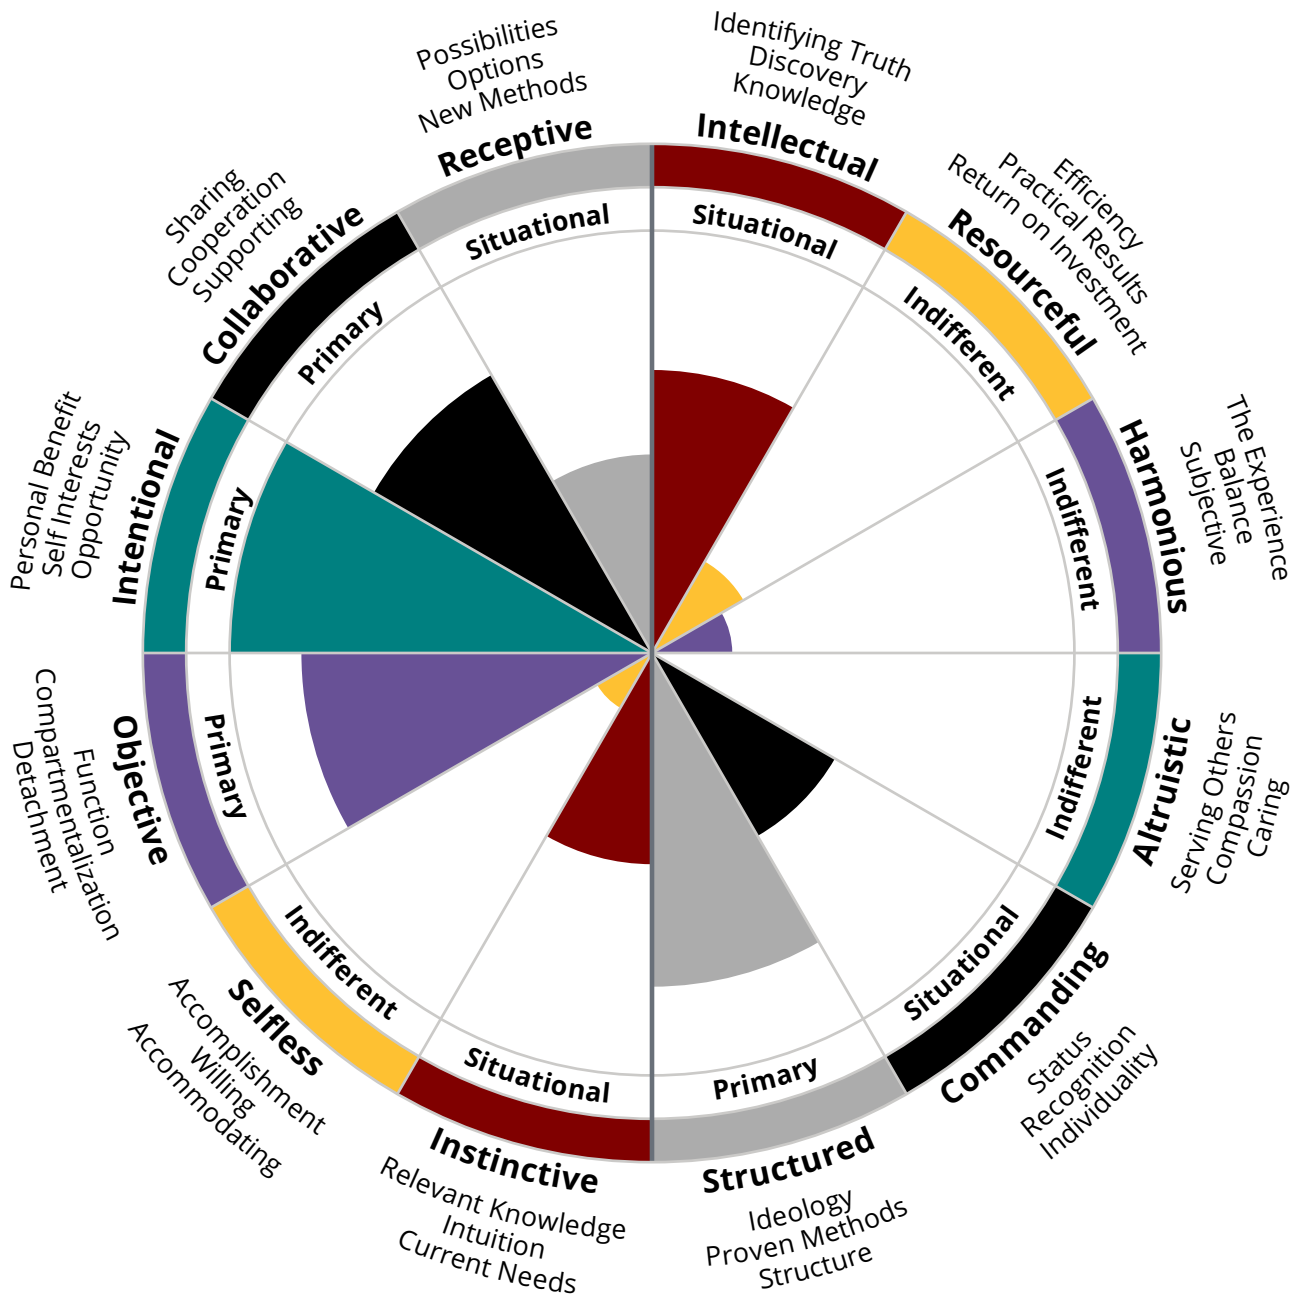 Identifying Truth
Discovery
Knowledge
Intellectual
Situational
Efficiency
Practical Results
Return on Investment
Resourceful
Indifferent
The Experience
Balance
Subjective
Harmonious
Indifferent
Altruistic
Indifferent
Serving Others
Compassion
Caring
Commanding
Situational
Status
Recognition
Individuality
Primary
Structured
Ideology
Proven Methods
Structure
Situational
Instinctive
Relevant Knowledge
Intuition
Current Needs
Indifferent
Selfless
Accomplishment
Willing
Accommodating
Primary
Objective
Function
Compartmentalization
Detachment
Personal Benefit
Self Interests
Opportunity
Intentional
Primary
Sharing
Cooperation
Supporting
Collaborative
Primary
Possibilities
Options
New Methods
Receptive
Situational